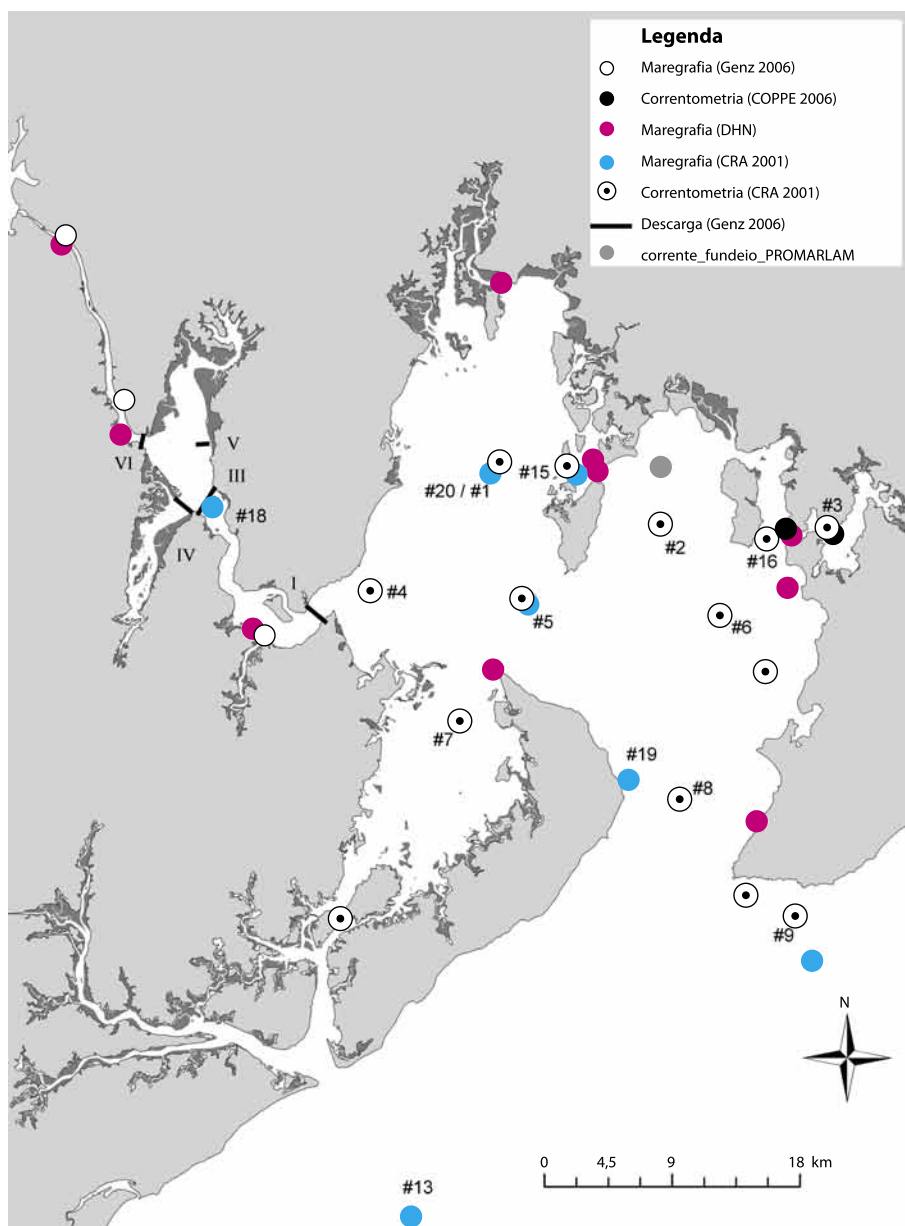 Legenda
Maregrafia (Genz 2006)
Correntometria (COPPE 2006)
Maregrafia (DHN)
Maregrafia (CRA 2001)
Correntometria (CRA 2001)
Descarga (Genz 2006)
corrente_fundeio_PROMARLAM
VI
V
III
#18
IV
I
#20 / #1
#15
#2
#3
#16
#4
#5
#6
#7
#19
#8
#9
N
0 4,5 9 18 km
#13